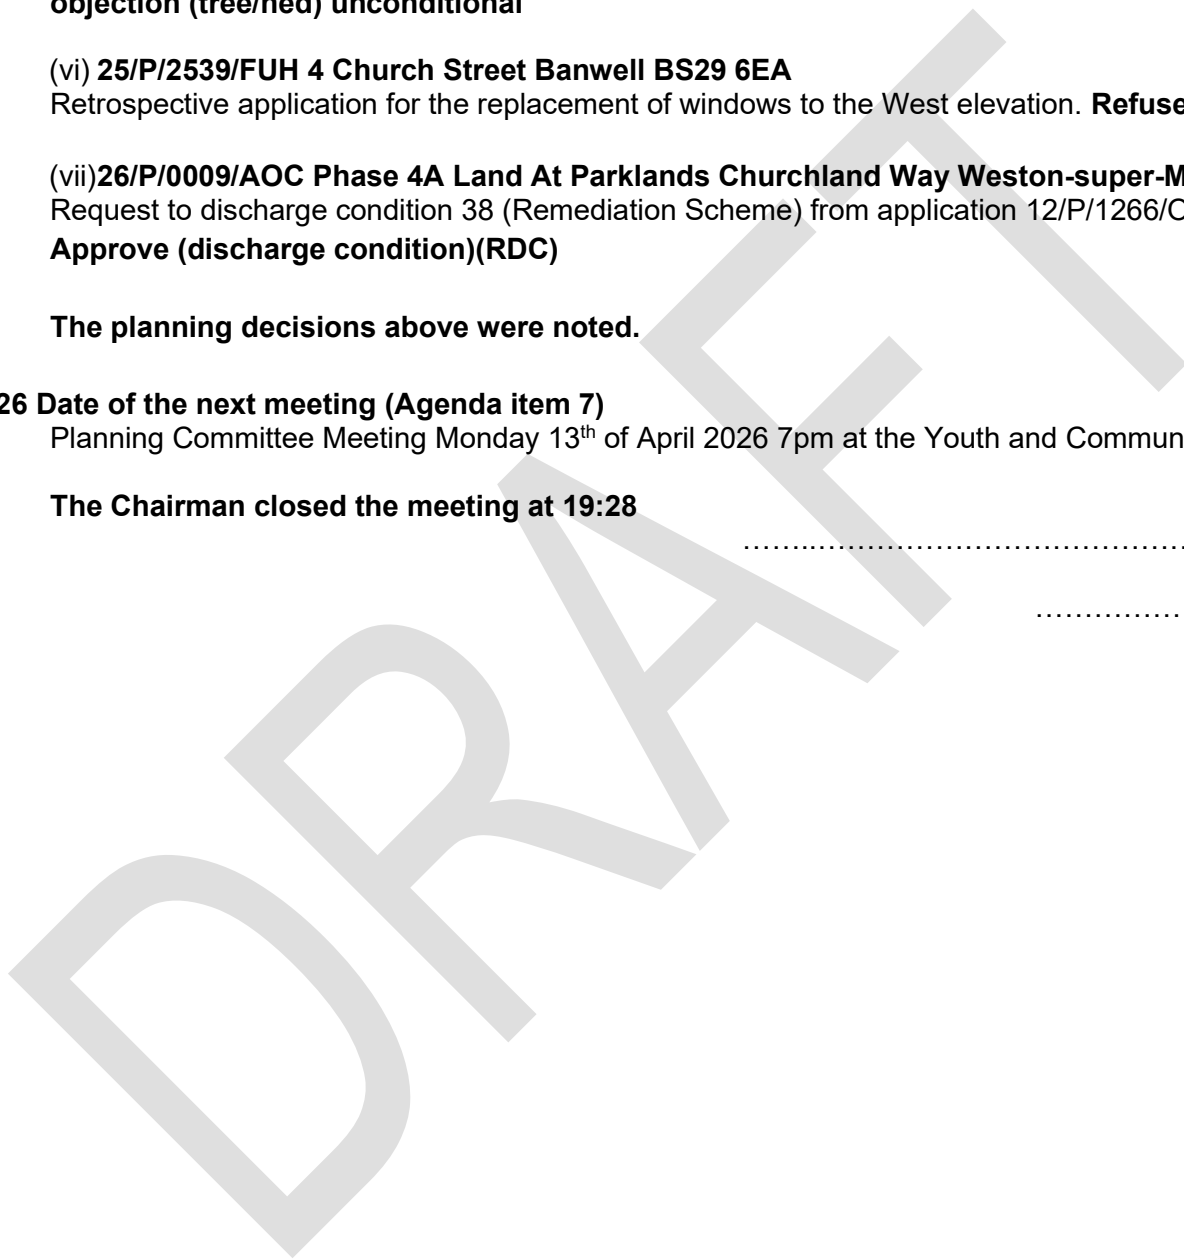 objection (tree/hed) unconditional
(vi) 25/P/2539/FUH 4 Church Street Banwell BS29 6EA
Retrospective application for the replacement of windows to the West elevation. Refuse
(vii)26/P/0009/AOC Phase 4A Land At Parklands Churchland Way Weston-super-M
Request to discharge condition 38 (Remediation Scheme) from application 12/P/1266/O
Approve (discharge condition)(RDC)
The planning decisions above were noted.
26 Date of the next meeting (Agenda item 7)
Planning Committee Meeting Monday 13th of April 2026 7pm at the Youth and Commun
The Chairman closed the meeting at 19:28
DRAFT